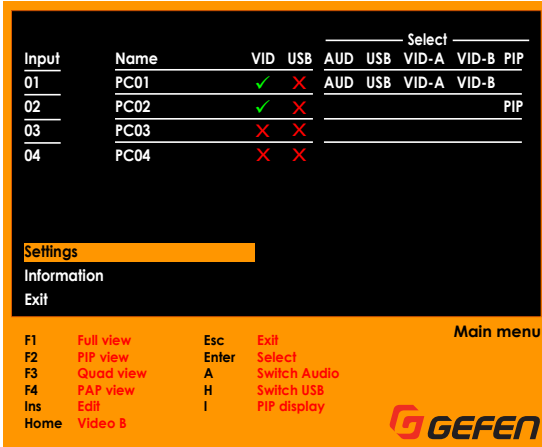 Select
Input Name VID USB AUD USB VID-A VID-B PIP
01 PC01 ✓ X AUD USB VID-A VID-B
02 PC02 ✓ X PIP
03 PC03 X X
04 PC04 X X
Settings
Information
Exit
Main menu
F1 Full view Esc Exit
F2 PIP view Enter Select
F3 Quad view A Switch Audio
F4 PAP view H Switch USB
Ins Edit I PIP display
Home Video B
GEFEN